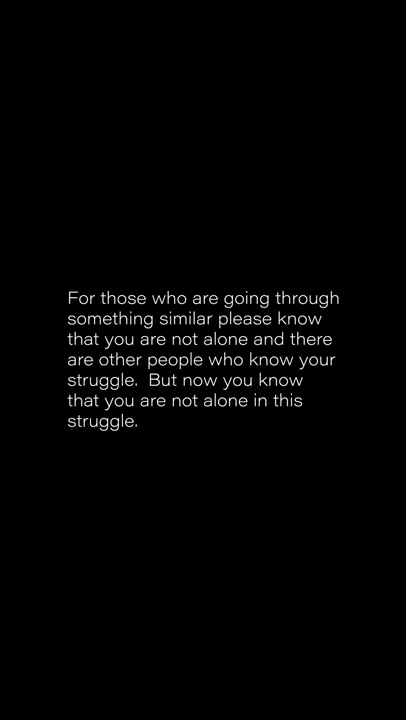 For those who are going through
something similar please know
that you are not alone and there
are other people who know your
struggle.  But now you know
that you are not alone in this
struggle.